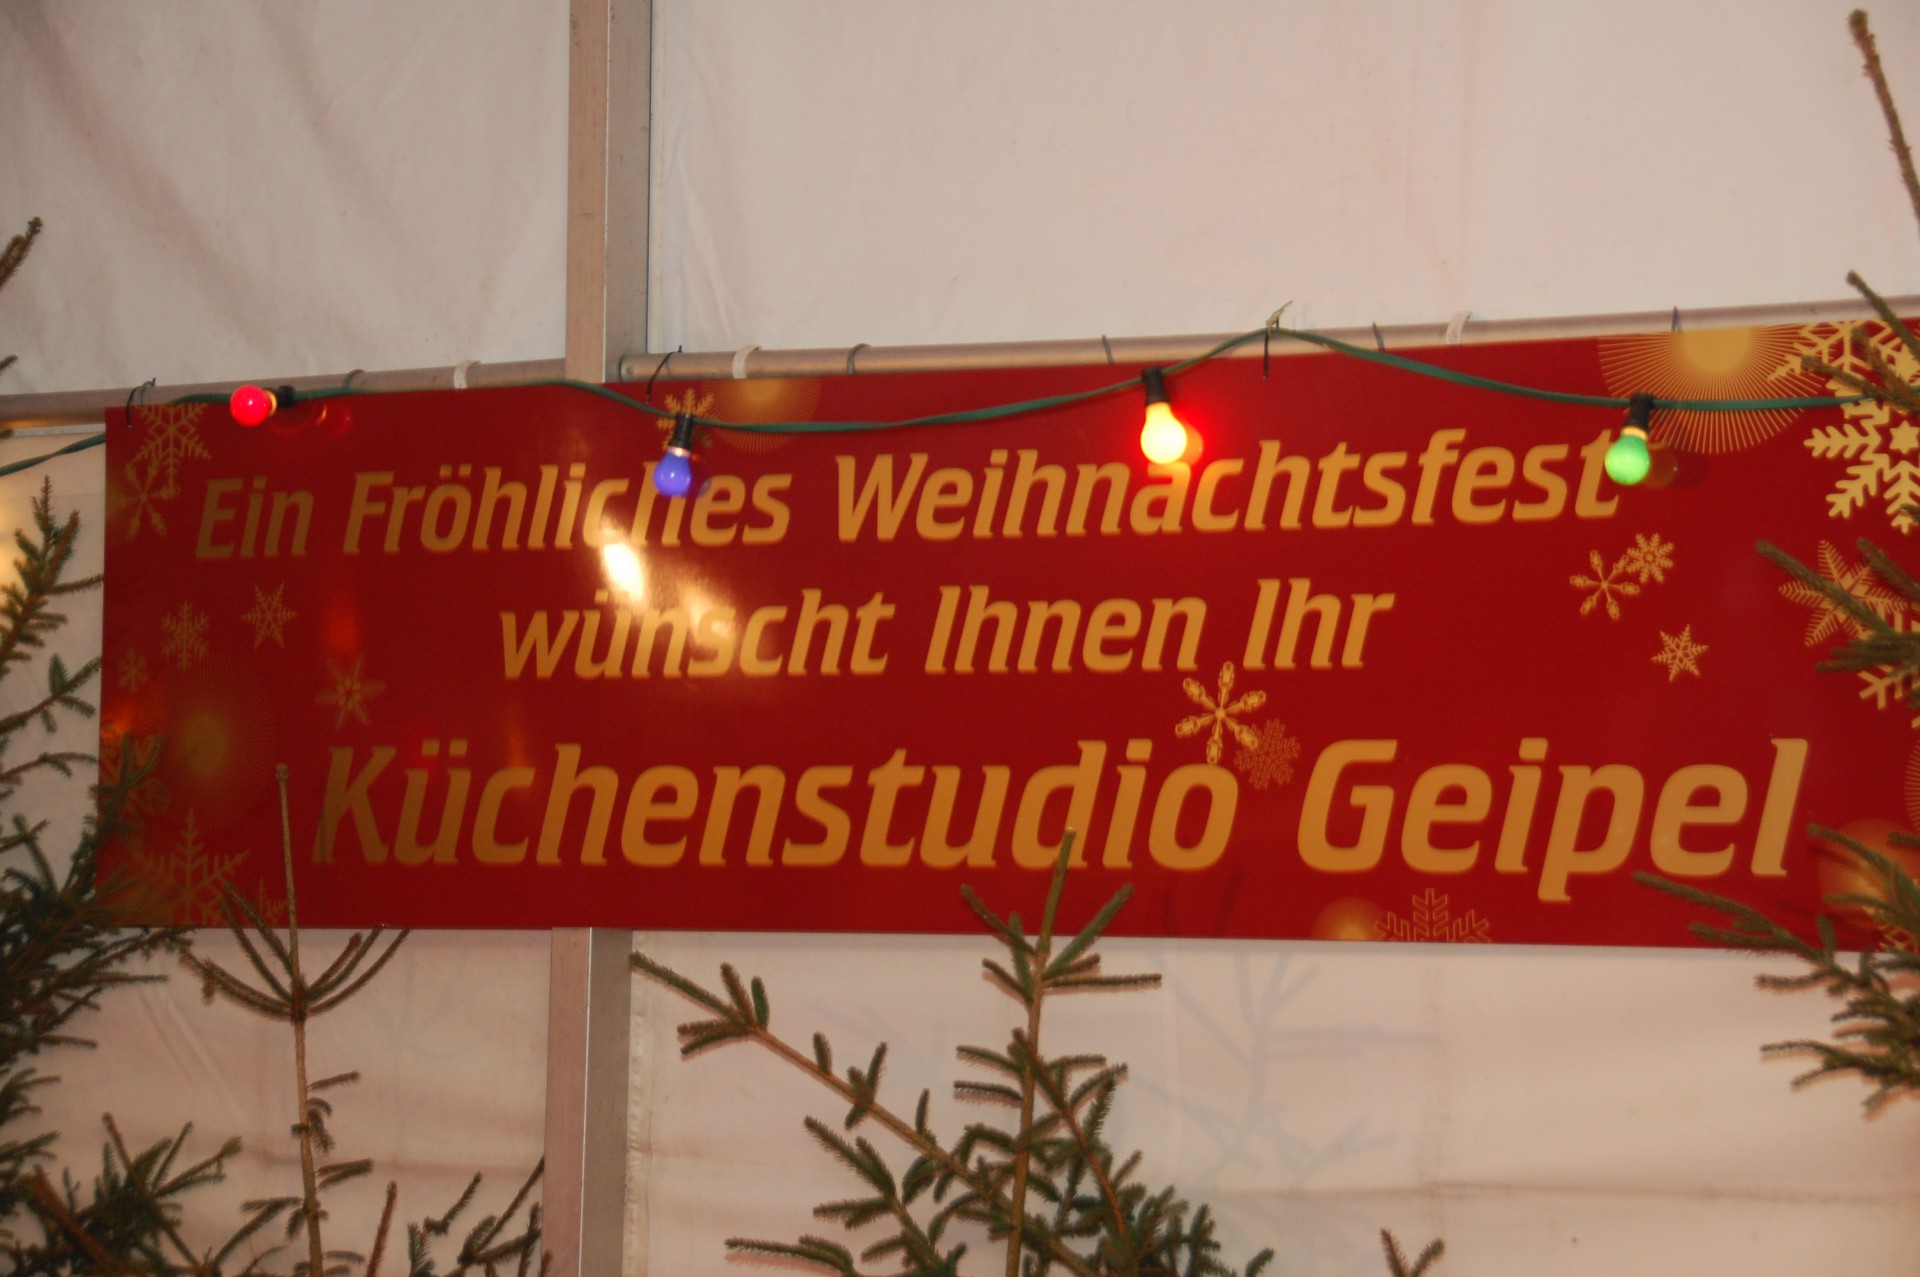 Ein Fröhliches Weihnachtsfest
wünscht Ihnen Ihr
Küchenstudio Geipel